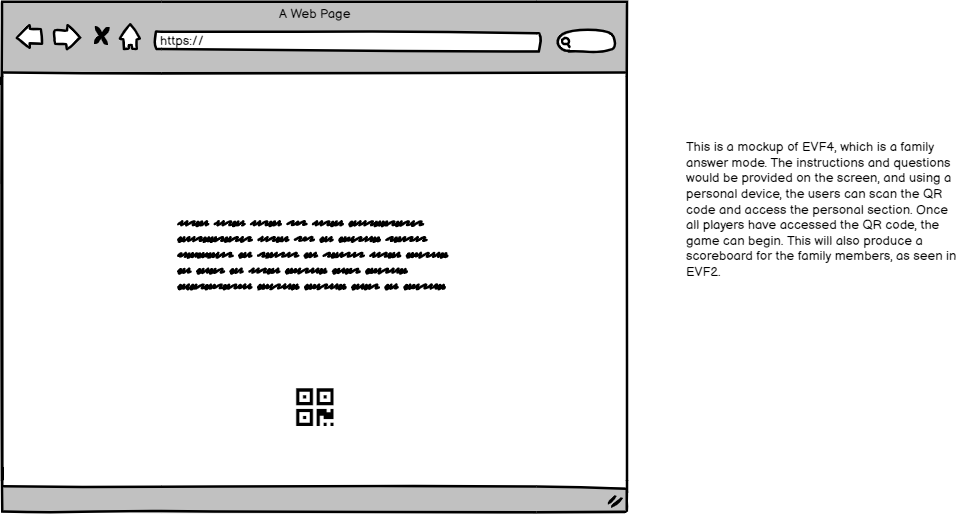 A Web Page
https://
This is a mockup of EVF4, which is a family
answer mode. The instructions and questions
would be provided on the screen, and using a
personal device, the users can scan the QR
code and access the personal section. Once
all players have accessed the QR code, the
game can begin. This will also produce a
scoreboard for the family members, as seen in
EVF2.